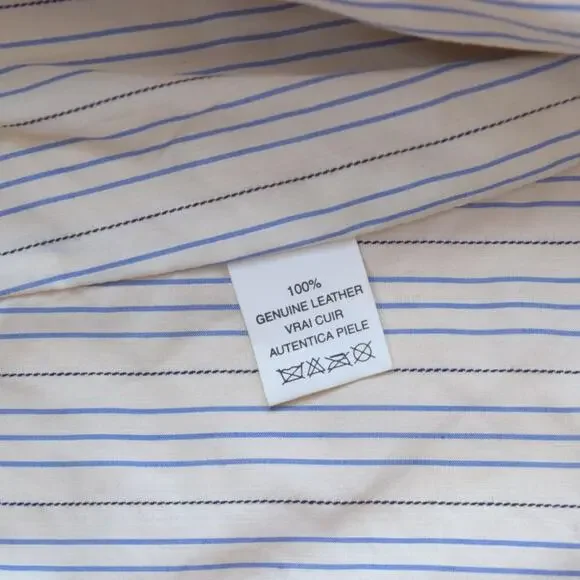 100%
GENUINE LEATHER
VRAI CUIR
AUTENTICA PIELE